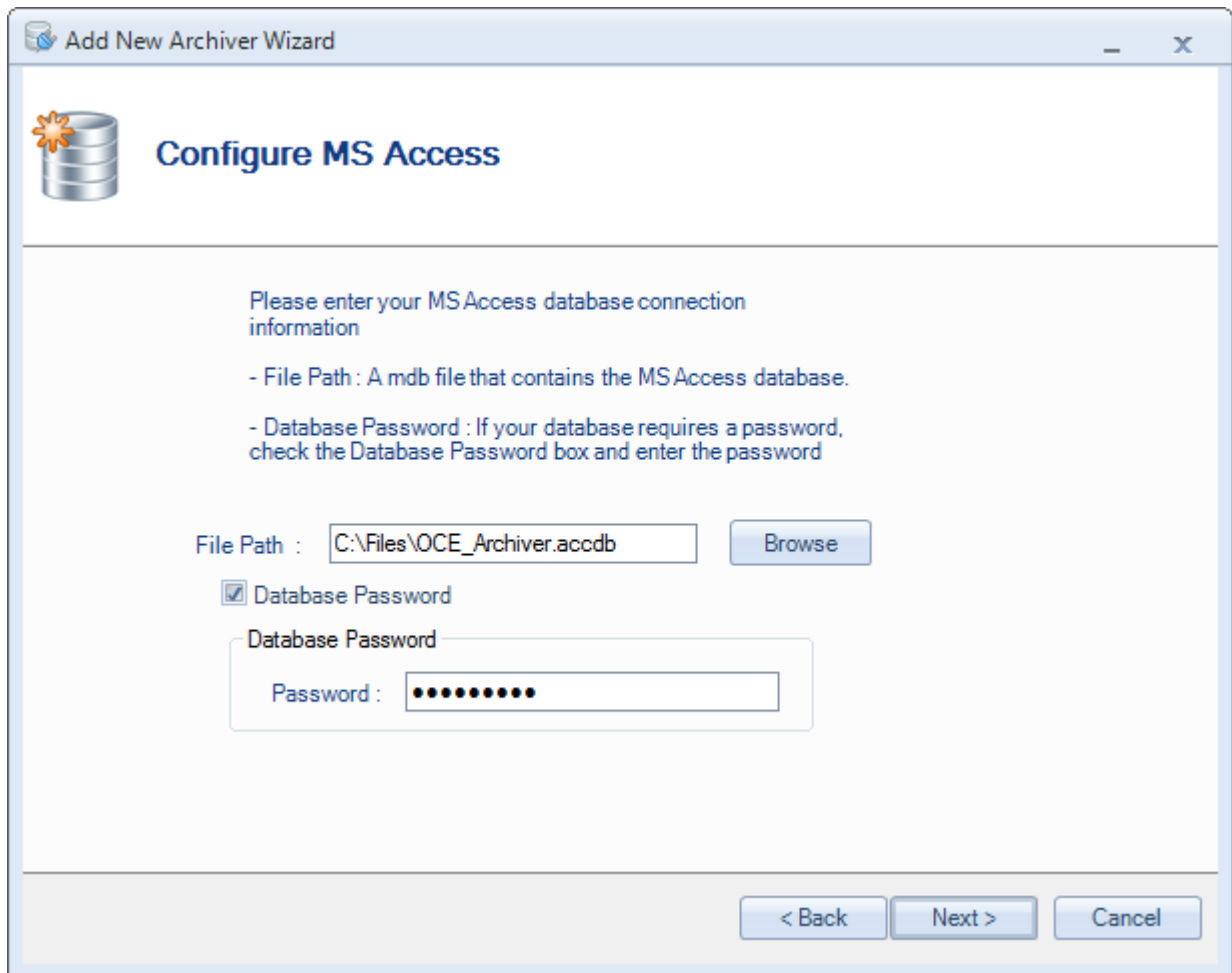 Add New Archiver Wizard
Configure MS Access
Please enter your MS Access database connection
information
- File Path : A mdb file that contains the MS Access database.
- Database Password : If your database requires a password,
check the Database Password box and enter the password
File Path : C:\Files\OCE_Archiver.accdb Browse
Database Password
Database Password
Password : •••••••••
< Back Next > Cancel